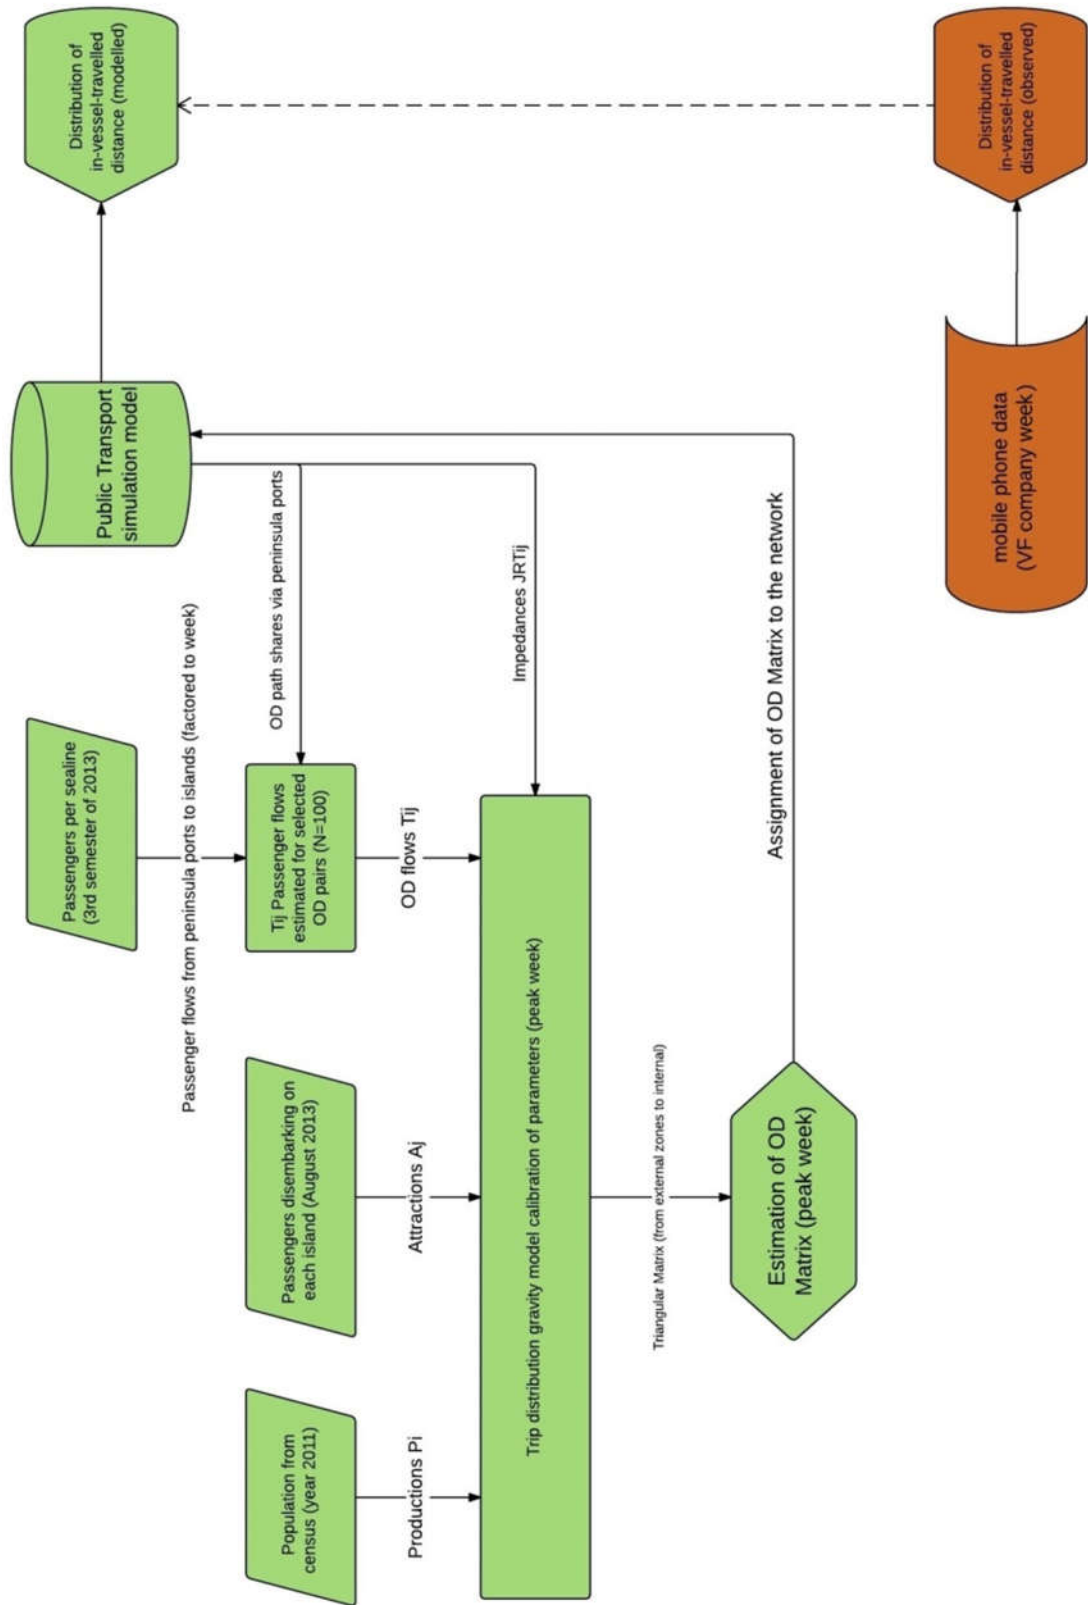 Population from
census (year 2011)
Productions Pi
Passengers disembarking on
each island (August 2013)
Attractions Aj
Passengers per sealine
(3rd semester of 2013)
Passenger flows from peninsula ports to islands (factored to week)
Tij Passenger flows
estimated for selected
OD pairs (N=100)
OD flows Tij
Public Transport
simulation model
OD path shares via peninsula ports
Impedances JRTij
Distribution of
in-vessel-travelled
distance (modelled)
Trip distribution gravity model calibration of parameters (peak week)
Triangular Matrix (from external zones to internal)
Estimation of OD
Matrix (peak week)
Assignment of OD Matrix to the network
mobile phone data
(VF company week)
Distribution of
in-vessel-travelled
distance (observed)